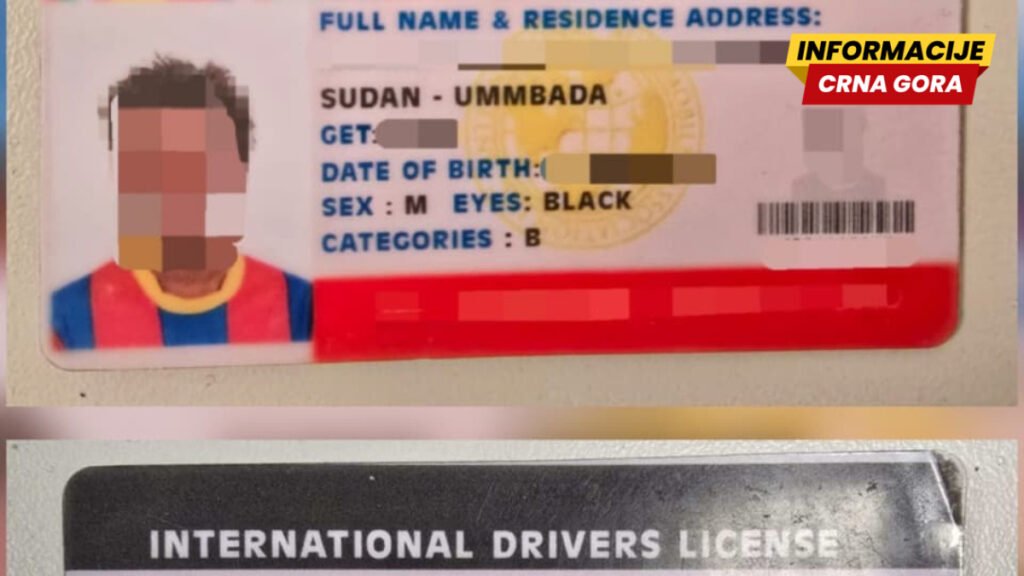 FULL NAME & RESIDENCE ADDRESS:
INFORMACIJE
CRNA GORA
SUDAN - UMMBADA
GET:
DATE OF BIRTH:
SEX : M EYES: BLACK
CATEGORIES : B
INTERNATIONAL DRIVERS LICENSE